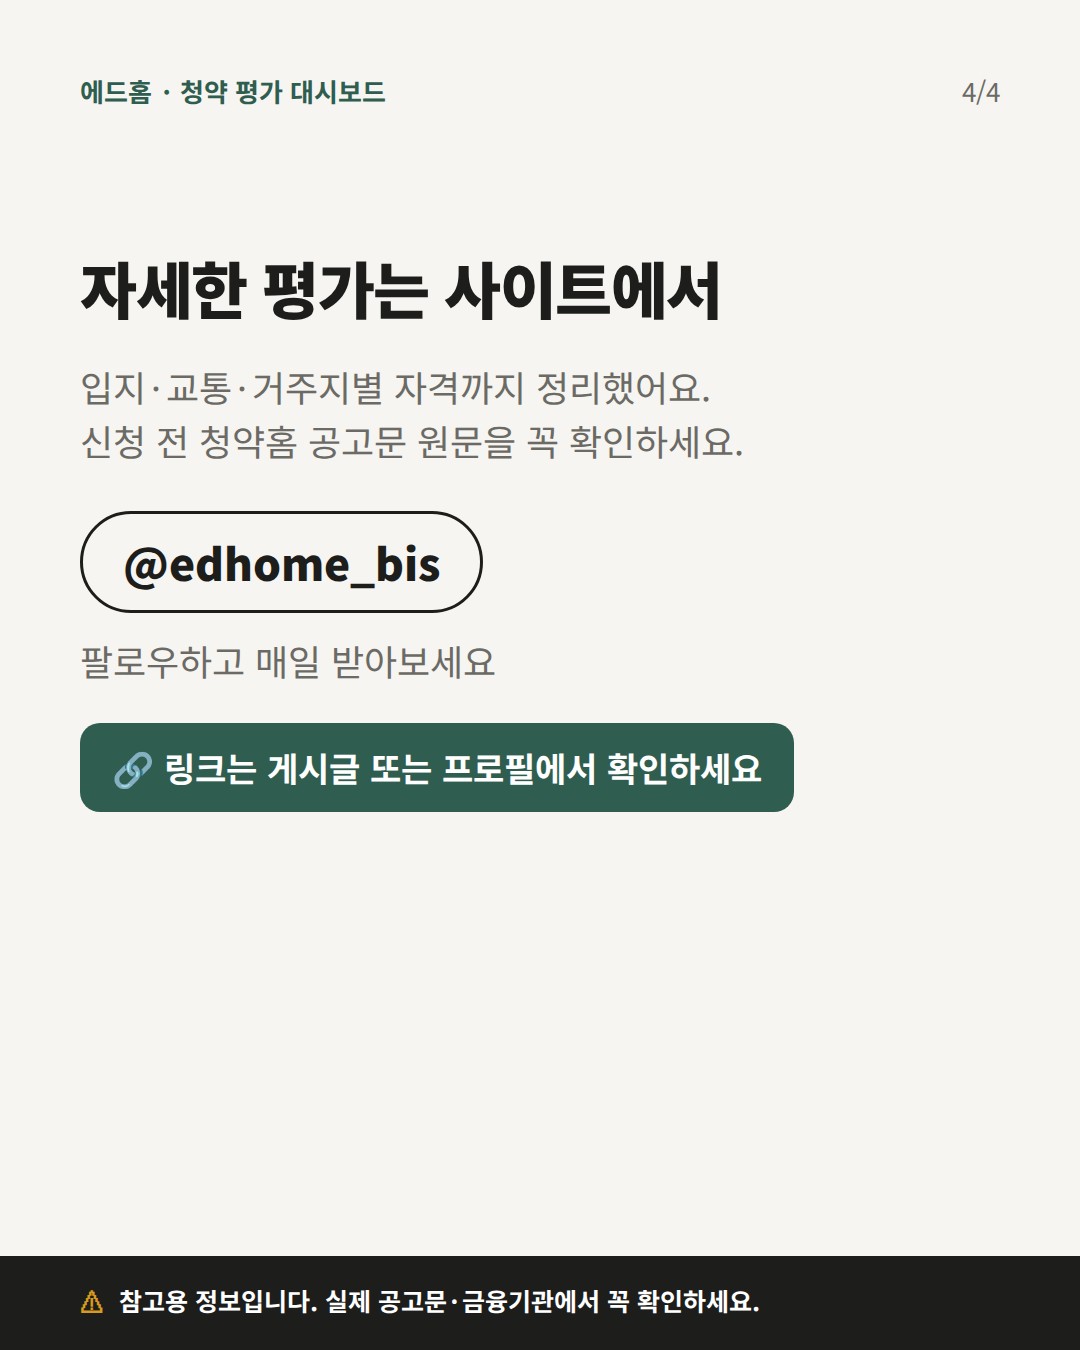 에드홈 · 청약 평가 대시보드
4/4
자세한 평가는 사이트에서
입지·교통·거주지별 자격까지 정리했어요.
신청 전 청약홈 공고문 원문을 꼭 확인하세요.
@edhome_bis
팔로우하고 매일 받아보세요
🔗 링크는 게시글 또는 프로필에서 확인하세요
⚠ 참고용 정보입니다. 실제 공고문·금융기관에서 꼭 확인하세요.